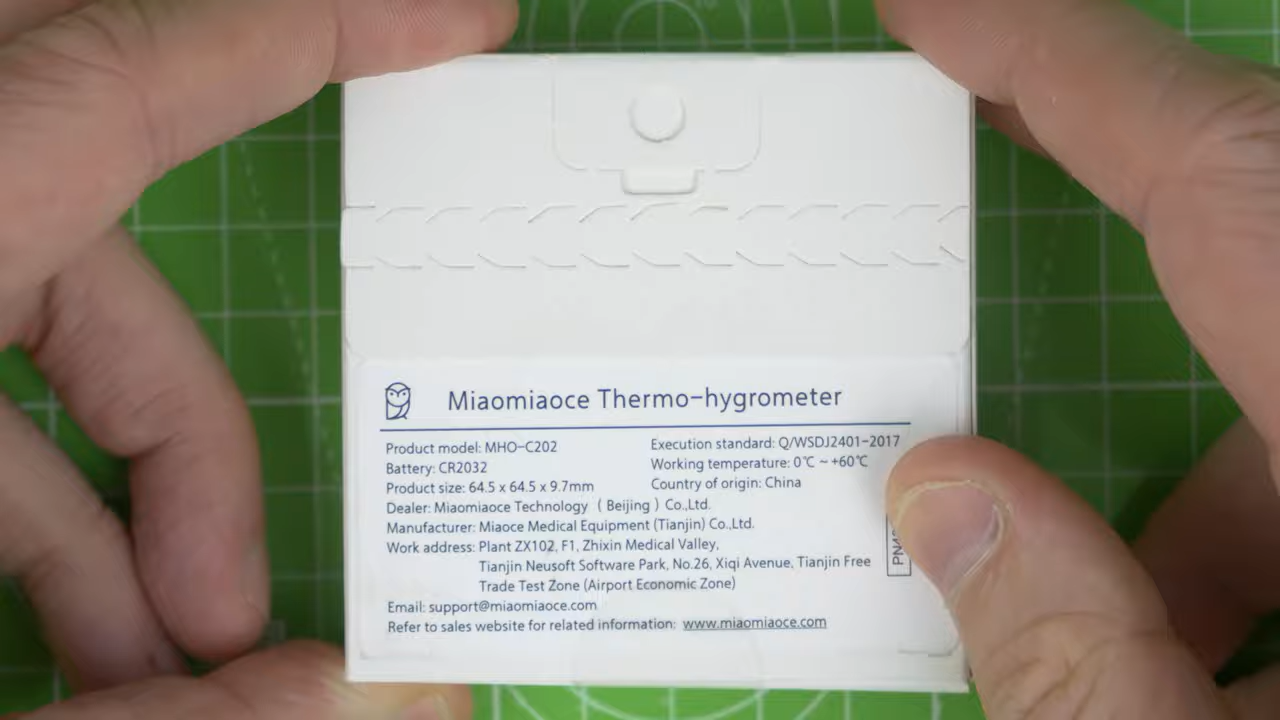 Miaomiaoce Thermo-hygrometer
Product model: MHO-C202
Battery: CR2032
Product size: 64.5 x 64.5 x 9.7mm
Execution standard: Q/WSDJ2401-2017
Working temperature: 0℃ ~ +60℃
Country of origin: China
Dealer: Miaomiaoce Technology ( Beijing ) Co.,Ltd.
Manufacturer: Miaoce Medical Equipment (Tianjin) Co.,Ltd.
Work address: Plant ZX102, F1, Zhixin Medical Valley,
Tianjin Neusoft Software Park, No.26, Xiqi Avenue, Tianjin Free
Trade Test Zone (Airport Economic Zone)
Email: support@miaomiaoce.com
Refer to sales website for related information: www.miaomiaoce.com